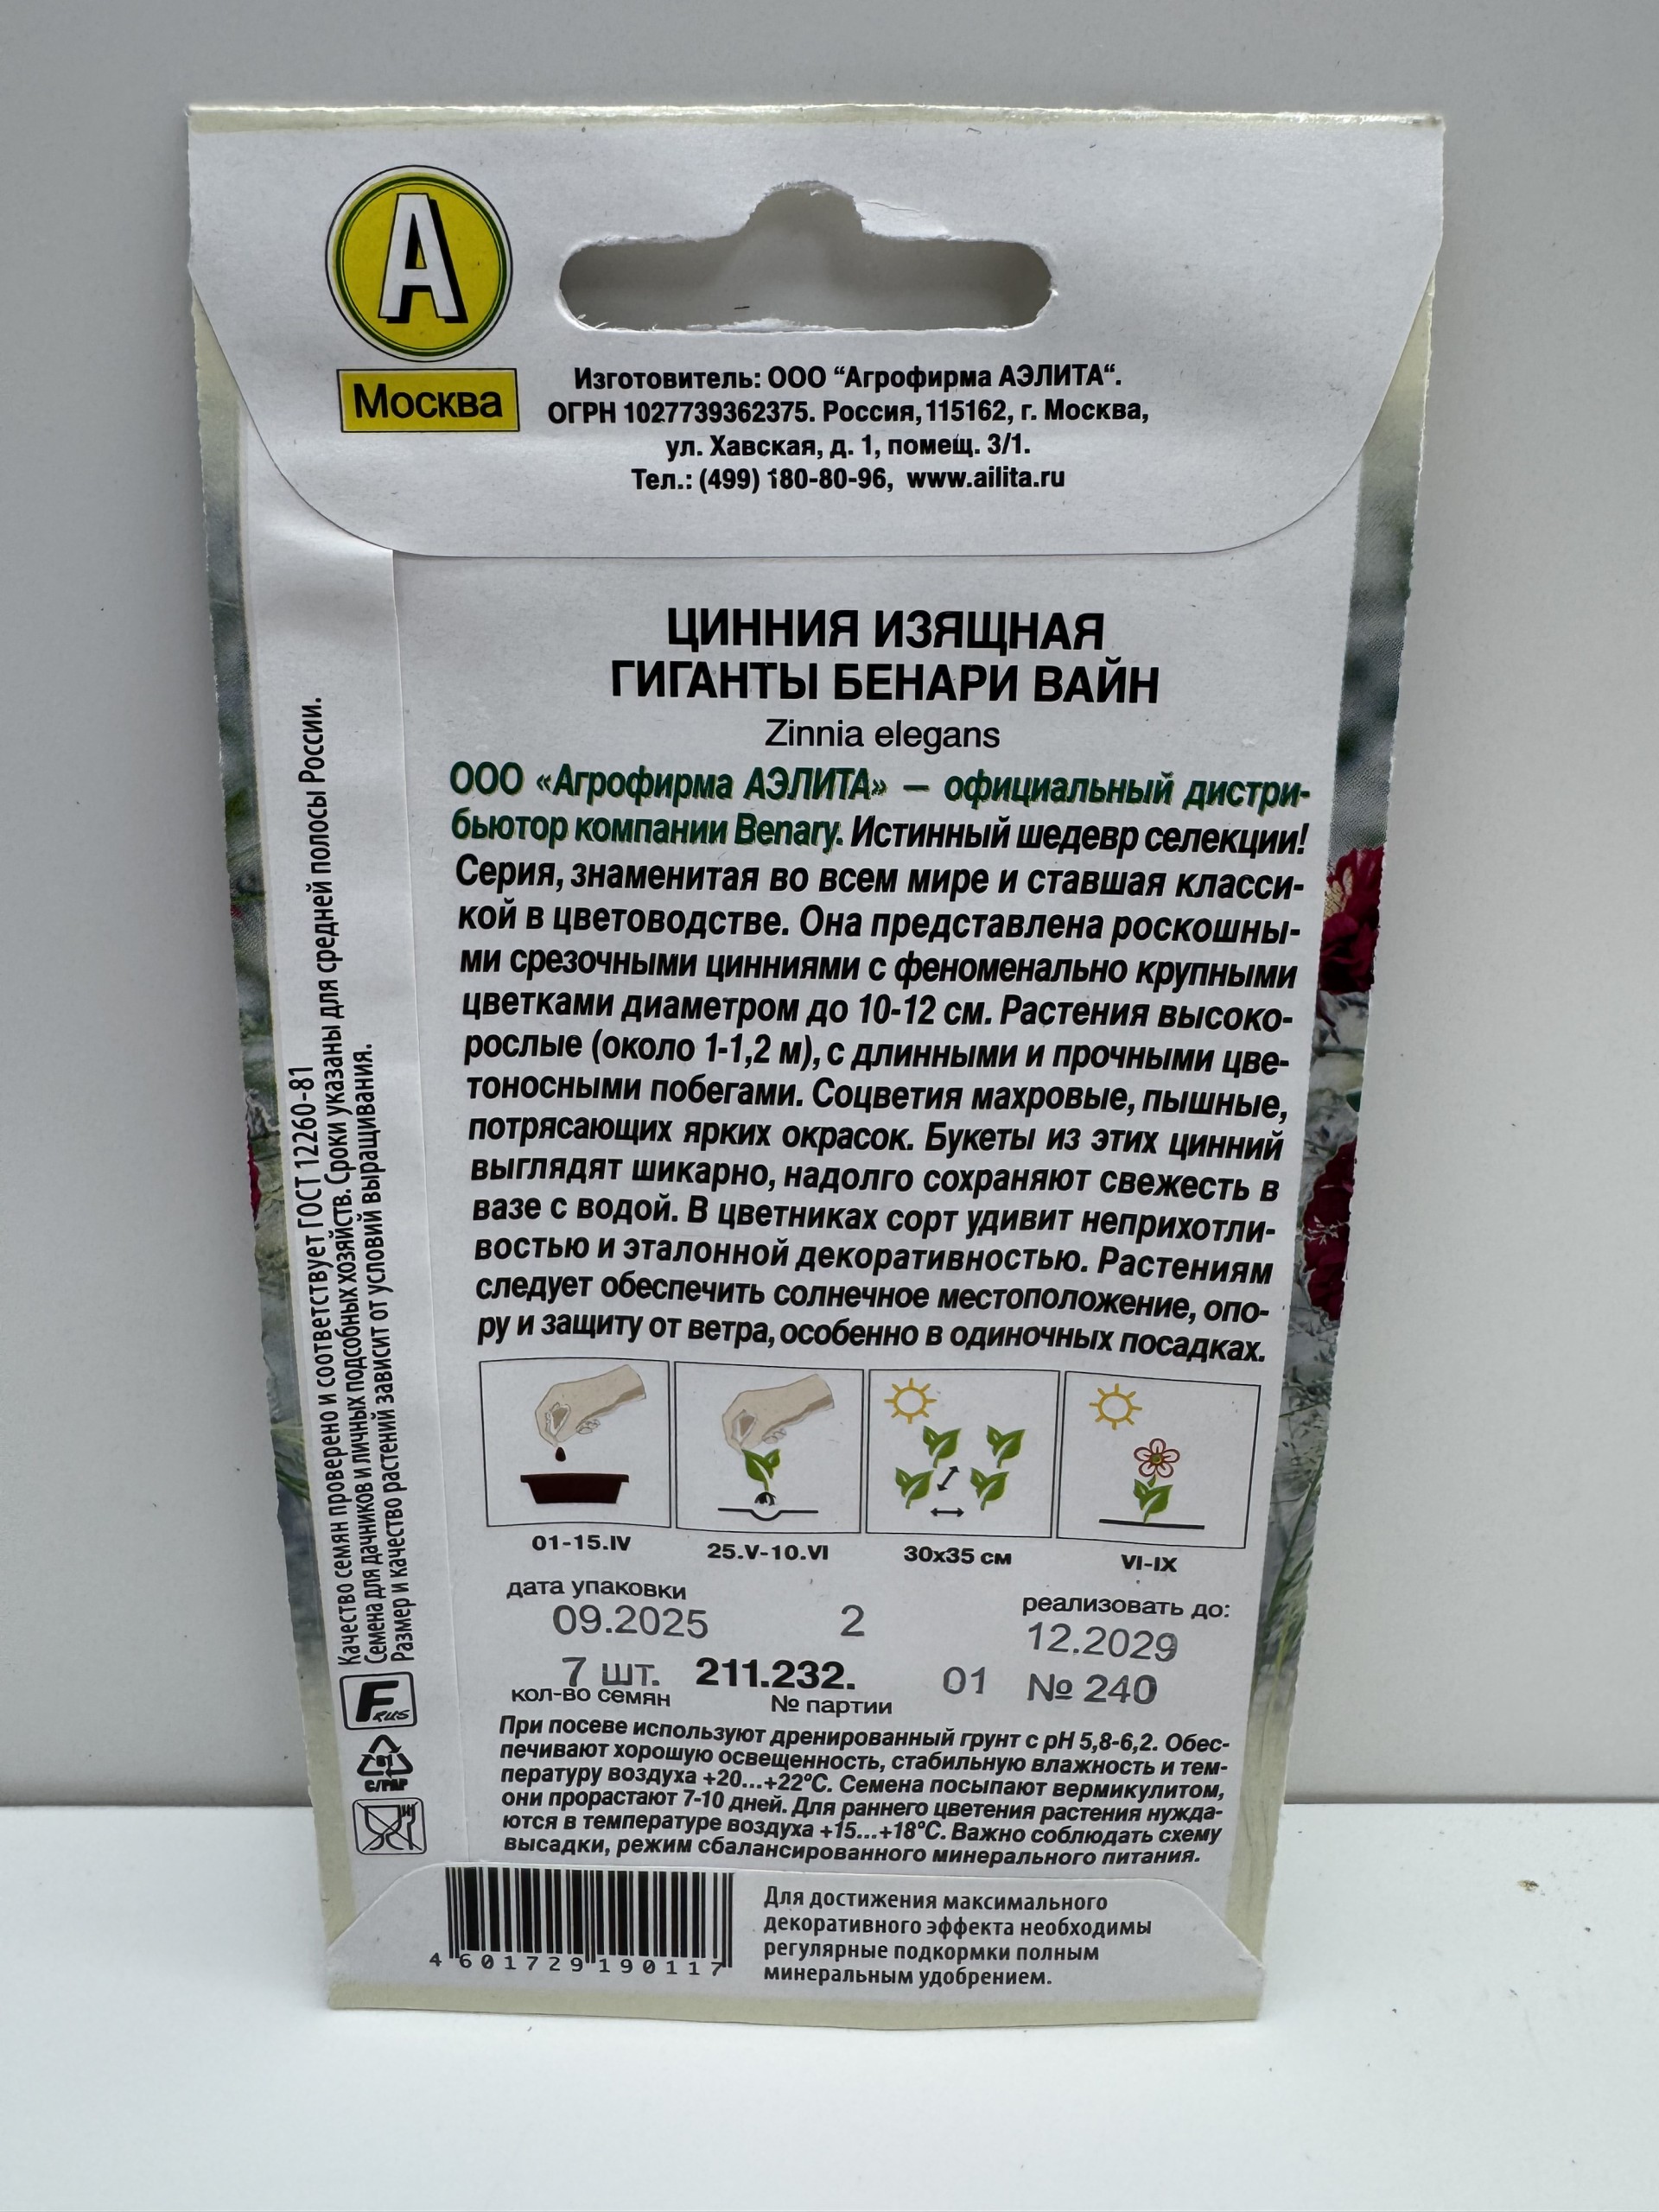 А
Москва
Изготовитель: ООО “Агрофирма АЭЛИТА“.
ОГРН 1027739362375. Россия, 115162, г. Москва,
ул. Хавская, д. 1, помещ. 3/1.
Тел.: (499) 180-80-96, www.ailita.ru
ЦИННИЯ ИЗЯЩНАЯ
ГИГАНТЫ БЕНАРИ ВАЙН
Zinnia elegans
ООО «Агрофирма АЭЛИТА» — официальный дистри-
бьютор компании Benary. Истинный шедевр селекции!
Серия, знаменитая во всем мире и ставшая класси-
кой в цветоводстве. Она представлена роскошны-
ми срезочными цинниями с феноменально крупными
цветками диаметром до 10-12 см. Растения высоко-
рослые (около 1-1,2 м), с длинными и прочными цве-
тоносными побегами. Соцветия махровые, пышные,
потрясающих ярких окрасок. Букеты из этих цинний
выглядят шикарно, надолго сохраняют свежесть в
вазе с водой. В цветниках сорт удивит неприхотли-
востью и эталонной декоративностью. Растениям
следует обеспечить солнечное местоположение, опо-
ру и защиту от ветра, особенно в одиночных посадках.
01-15.IV
25.V-10.VI
30х35 см
VI-IX
дата упаковки
реализовать до:
09.2025 2 12.2029
7 шт. 211.232. 01 № 240
кол-во семян № партии
При посеве используют дренированный грунт с pH 5,8-6,2. Обес-
печивают хорошую освещенность, стабильную влажность и тем-
пературу воздуха +20...+22°С. Семена посыпают вермикулитом,
они прорастают 7-10 дней. Для раннего цветения растения нужда-
ются в температуре воздуха +15...+18°С. Важно соблюдать схему
высадки, режим сбалансированного минерального питания.
Качество семян проверено и соответствует ГОСТ 12260-81
Семена для дачников и личных подсобных хозяйств. Сроки указаны для средней полосы России.
Размер и качество растений зависит от условий выращивания.
F RUS
81
C/PAP
4 601729 190117
Для достижения максимального
декоративного эффекта необходимы
регулярные подкормки полным
минеральным удобрением.